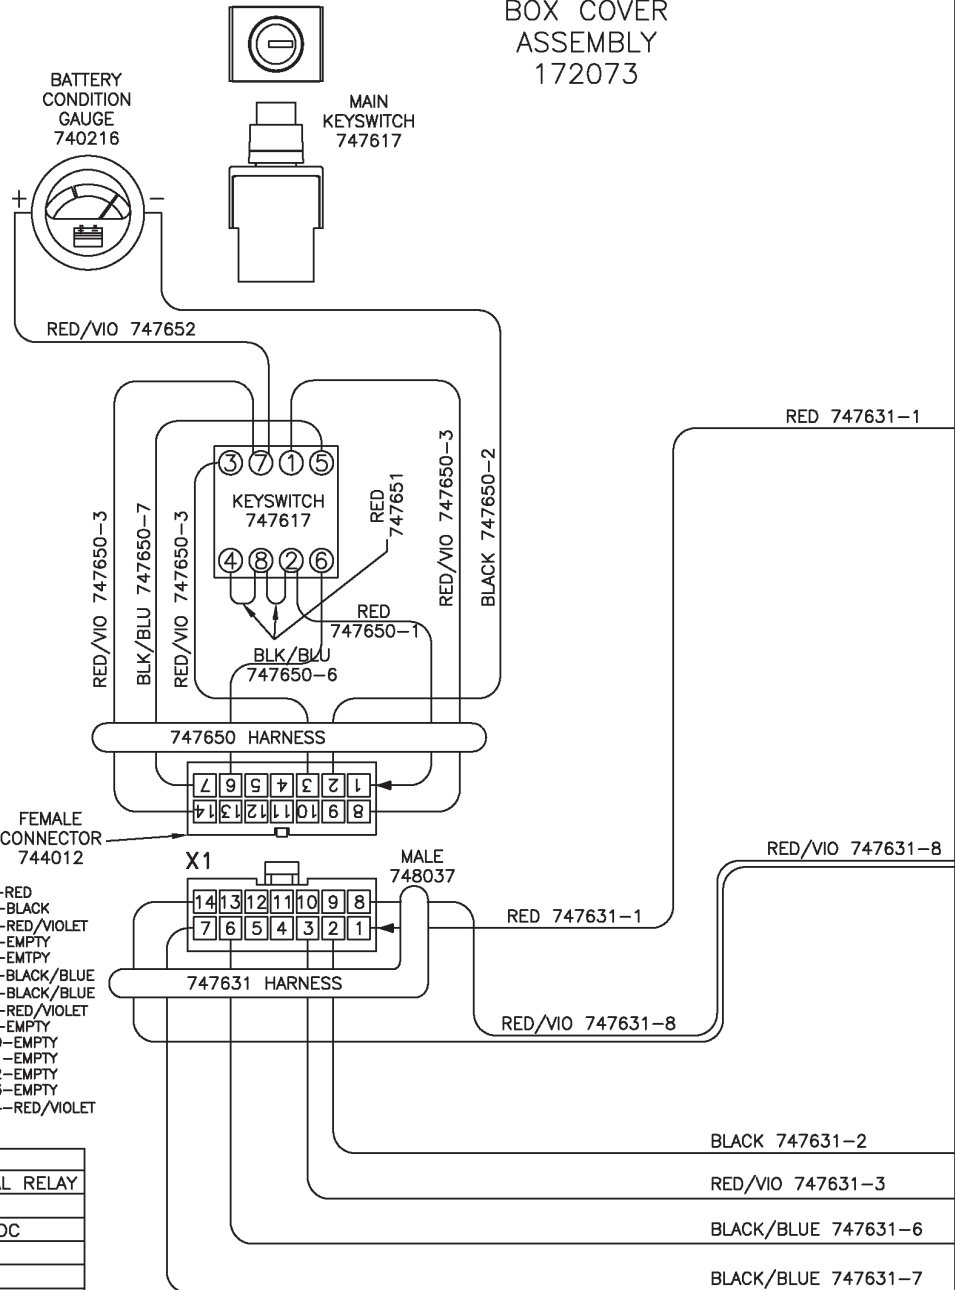 BOX COVER
ASSEMBLY
172073
BATTERY
CONDITION
GAUGE
740216
MAIN
KEYSWITCH
747617
+
−
RED/VIO 747652
RED 747631−1
3 7 1 5
KEYSWITCH
747617
4 8 2 6
RED
747651
RED/VIO 747650−3
BLK/BLU 747650−7
RED/VIO 747650−3
RED/VIO 747650−3
BLACK 747650−2
RED
747650−1
BLK/BLU
747650−6
747650 HARNESS
7 6 5 4 3 2 1
14 13 12 11 10 9 8
FEMALE
CONNECTOR
744012
X1
MALE
748037
RED/VIO 747631−8
14 13 12 11 10 9 8
7 6 5 4 3 2 1
RED 747631−1
747631 HARNESS
RED/VIO 747631−8
−RED
−BLACK
−RED/VIOLET
−EMPTY
−EMTPY
−BLACK/BLUE
−BLACK/BLUE
−RED/VIOLET
−EMPTY
−EMPTY
−EMPTY
−EMPTY
−EMPTY
−RED/VIOLET
RELAY
BLACK 747631−2
RED/VIO 747631−3
BLACK/BLUE 747631−6
BLACK/BLUE 747631−7